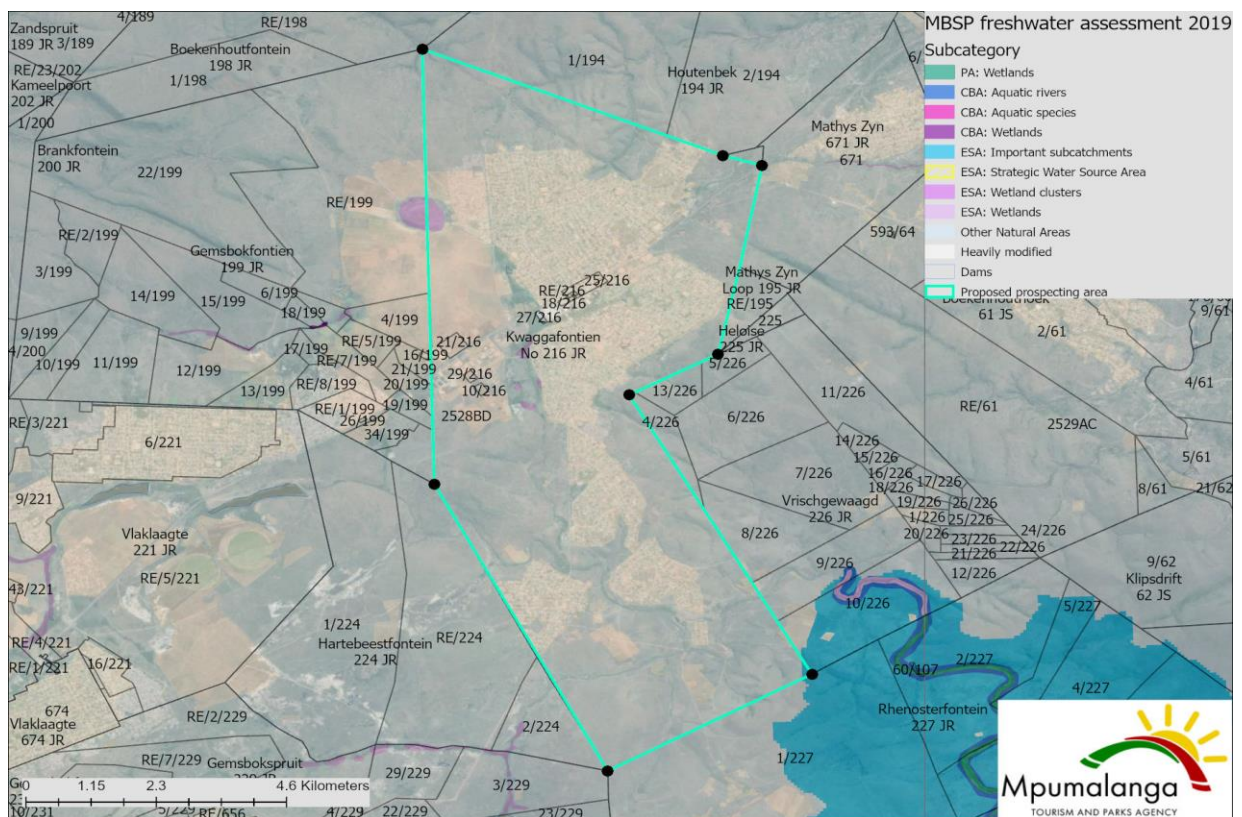 MBSP freshwater assessment 2019
Subcategory
PA: Wetlands
CBA: Aquatic rivers
CBA: Aquatic species
CBA: Wetlands
ESA: Important subcatchments
ESA: Strategic Water Source Area
ESA: Wetland clusters
ESA: Wetlands
Other Natural Areas
Heavily modified
Dams
Proposed prospecting area
4/189
Zandspruit
189 JR
3/189
RE/198
RE/23/202
Kameelpoort
202 JR
1/200
Boekenhoutfontein
198 JR
1/198
1/194
Houtenbek
194 JR
2/194
Mathys Zyn
671 JR
671
Brankfontein
200 JR
22/199
RE/199
RE/2/199
3/199
14/199
15/199
Gemsbokfontien
199 JR
6/199
18/199
4/199
9/199
4/200
10/199
11/199
12/199
13/199
17/199
RE/5/199
RE/7/199
RE/8/199
RE/1/199
26/199
34/199
16/199
21/199
20/199
19/199
21/216
29/216
10/216
2528BD
25/216
RE/216
18/216
27/216
Kwaggafontien
No 216 JR
593/64
Mathys Zyn
Loop 195 JR
RE/195
225
Heloise
225 JR
5/226
13/226
4/226
6/226
11/226
61 JS
2/61
9/61
4/61
RE/61
2529AC
5/61
8/61
21/62
RE/3/221
6/221
9/221
Vlaklaagte
221 JR
RE/5/221
43/221
RE/4/221
RE/1/221
16/221
674
Vlaklaagte
674 JR
14/226
15/226
7/226
16/226
18/226
17/226
Vrischgewaagd
226 JR
19/226
26/226
1/226
25/226
20/226
23/226
24/226
21/226
22/226
12/226
8/226
9/226
10/226
9/62
Klipsdrift
62 JS
5/227
1/224
Hartebeestfontein
224 JR
RE/224
2/224
60/107
2/227
4/227
Rhenosterfontein
227 JR
1/227
RE/2/229
RE/7/229
Gemsbokspruit
29/229
3/229
10/231
RE/656
4/229
22/229
23/229
0 1.15 2.3 4.6 Kilometers
Mpumalanga
TOURISM AND PARKS AGENCY